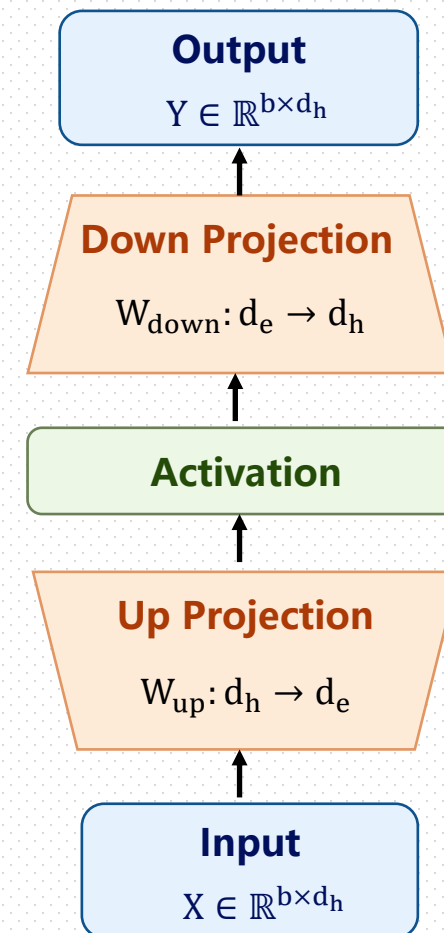 Output
Y ∈ ℝ^{b×d_h}
Down Projection
W_down: d_e → d_h
Activation
Up Projection
W_up: d_h → d_e
Input
X ∈ ℝ^{b×d_h}